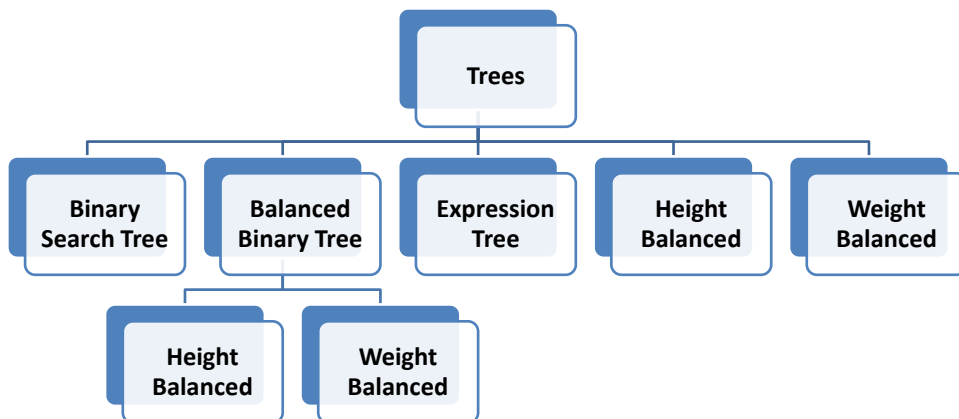 Trees
Binary
Search Tree
Balanced
Binary Tree
Expression
Tree
Height
Balanced
Weight
Balanced
Height
Balanced
Weight
Balanced